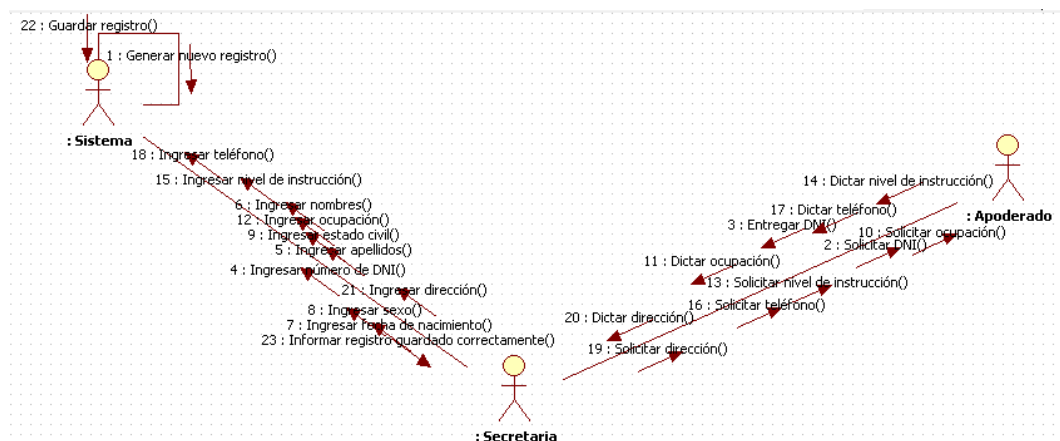 22 : Guardar registro()
1 : Generar nuevo registro()
: Sistema
18 : Ingresar teléfono()
15 : Ingresar nivel de instrucción()
6 : Ingresar nombres()
12 : Ingresar ocupación()
9 : Ingresar estado civil()
5 : Ingresar apellidos()
4 : Ingresar número de DNI()
21 : Ingresar dirección()
8 : Ingresar sexo()
7 : Ingresar fecha de nacimiento()
23 : Informar registro guardado correctamente()
: Secretaria
14 : Dictar nivel de instrucción()
: Apoderado
17 : Dictar teléfono()
3 : Entregar DNI()
10 : Solicitar ocupación()
2 : Solicitar DNI()
11 : Dictar ocupación()
13 : Solicitar nivel de instrucción()
16 : Solicitar teléfono()
20 : Dictar dirección()
19 : Solicitar dirección()